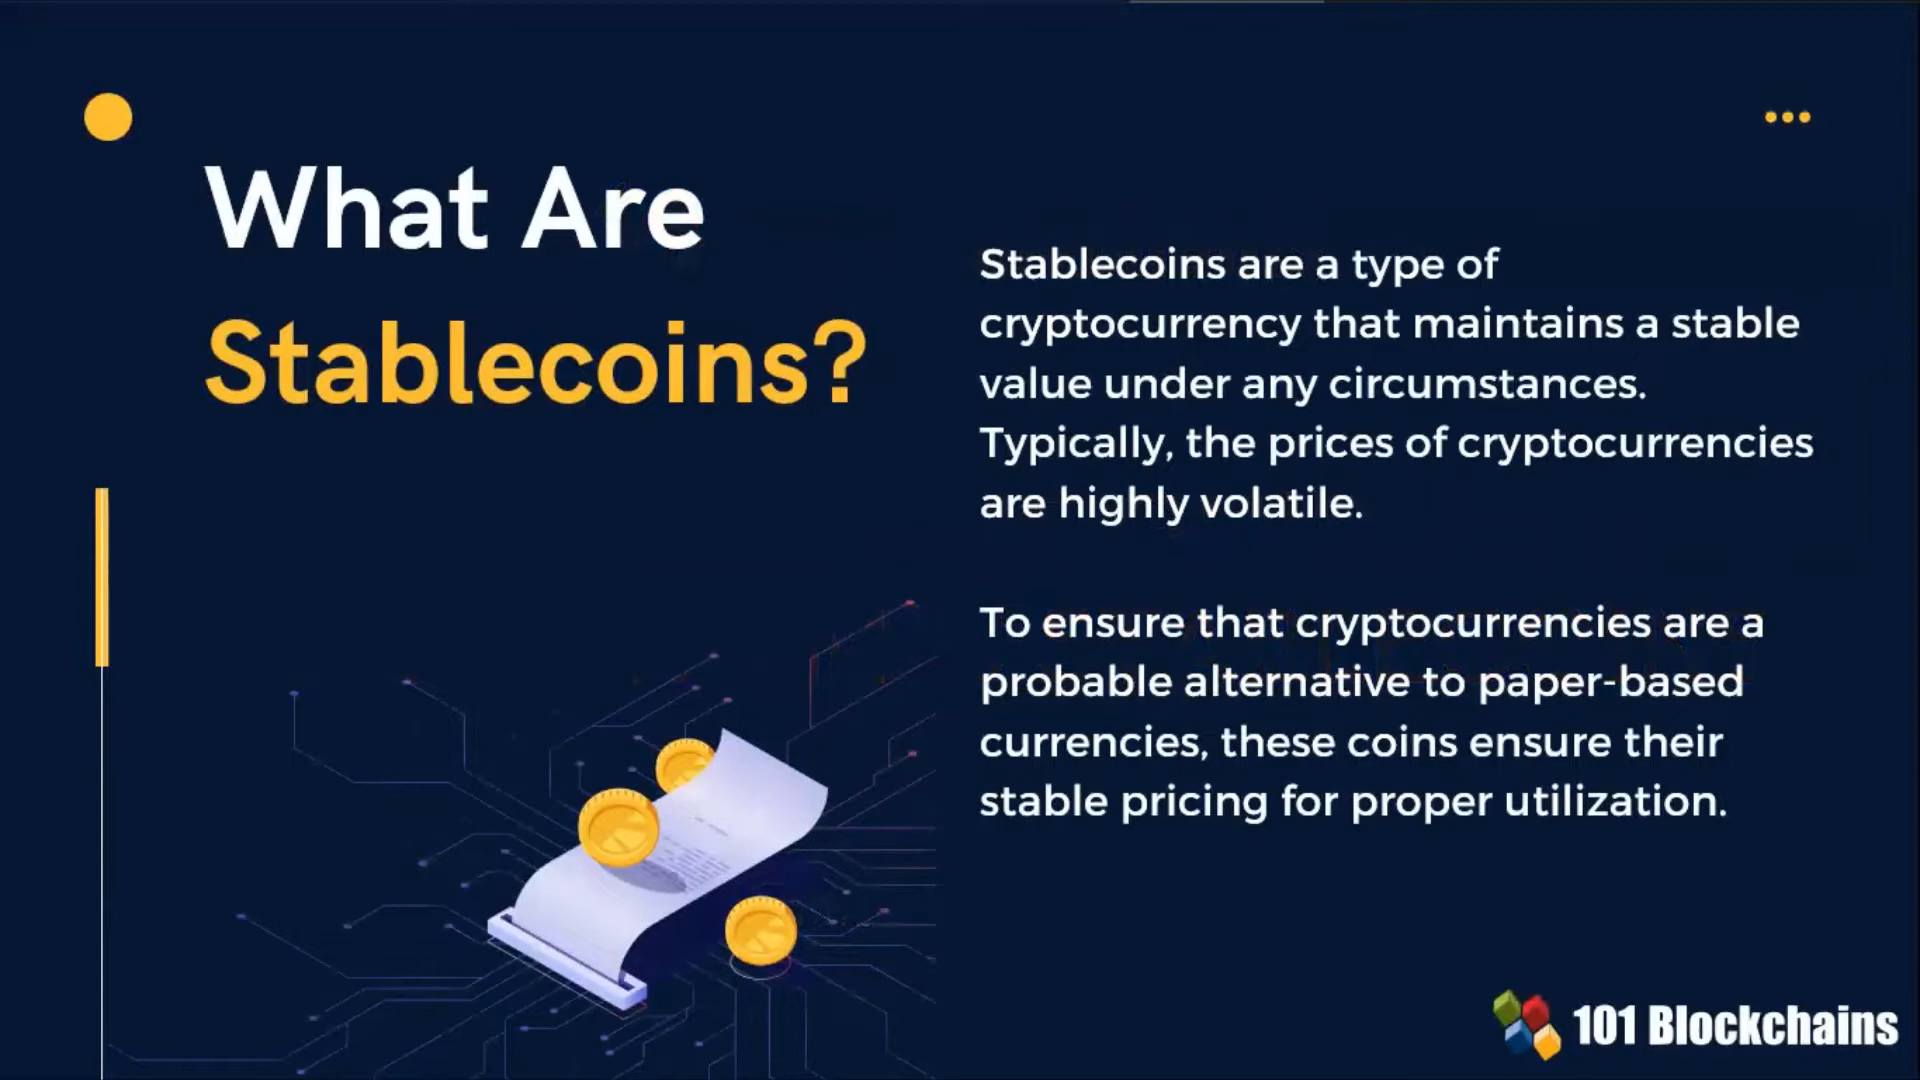 What Are
Stablecoins?
Stablecoins are a type of
cryptocurrency that maintains a stable
value under any circumstances.
Typically, the prices of cryptocurrencies
are highly volatile.
To ensure that cryptocurrencies are a
probable alternative to paper-based
currencies, these coins ensure their
stable pricing for proper utilization.
101 Blockchains